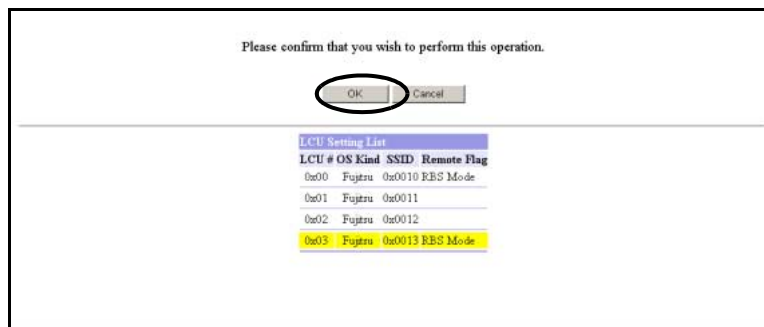 Please confirm that you wish to perform this operation.
OK Cancel
LCU Setting List
LCU # OS Kind SSID Remote Flag
0x00 Fujitsu 0x0010 RBS Mode
0x01 Fujitsu 0x0011
0x02 Fujitsu 0x0012
0x03 Fujitsu 0x0013 RBS Mode